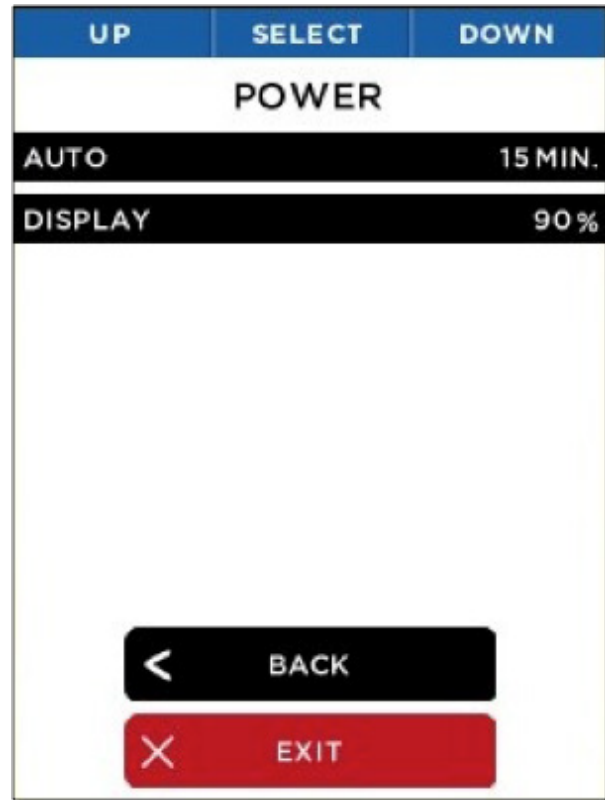 UP SELECT DOWN
POWER
AUTO 15 MIN.
DISPLAY 90%
< BACK
X EXIT